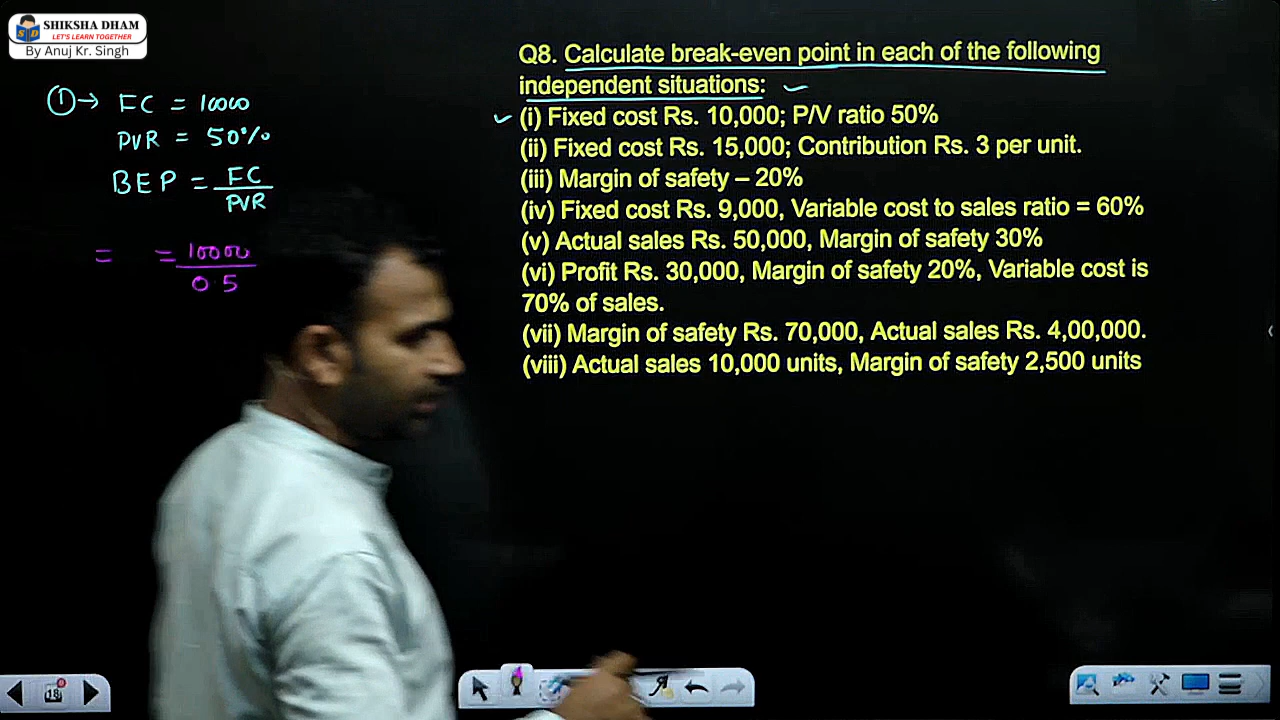 SHIKSHA DHAM
LET'S LEARN TOGETHER
S D
By Anuj Kr. Singh
① → FC = 10000
PVR = 50%
BEP = FC
PVR
= = 10000
0.5
Q8. Calculate break-even point in each of the following
independent situations:
(i) Fixed cost Rs. 10,000; P/V ratio 50%
(ii) Fixed cost Rs. 15,000; Contribution Rs. 3 per unit.
(iii) Margin of safety – 20%
(iv) Fixed cost Rs. 9,000, Variable cost to sales ratio = 60%
(v) Actual sales Rs. 50,000, Margin of safety 30%
(vi) Profit Rs. 30,000, Margin of safety 20%, Variable cost is
70% of sales.
(vii) Margin of safety Rs. 70,000, Actual sales Rs. 4,00,000.
(viii) Actual sales 10,000 units, Margin of safety 2,500 units
18